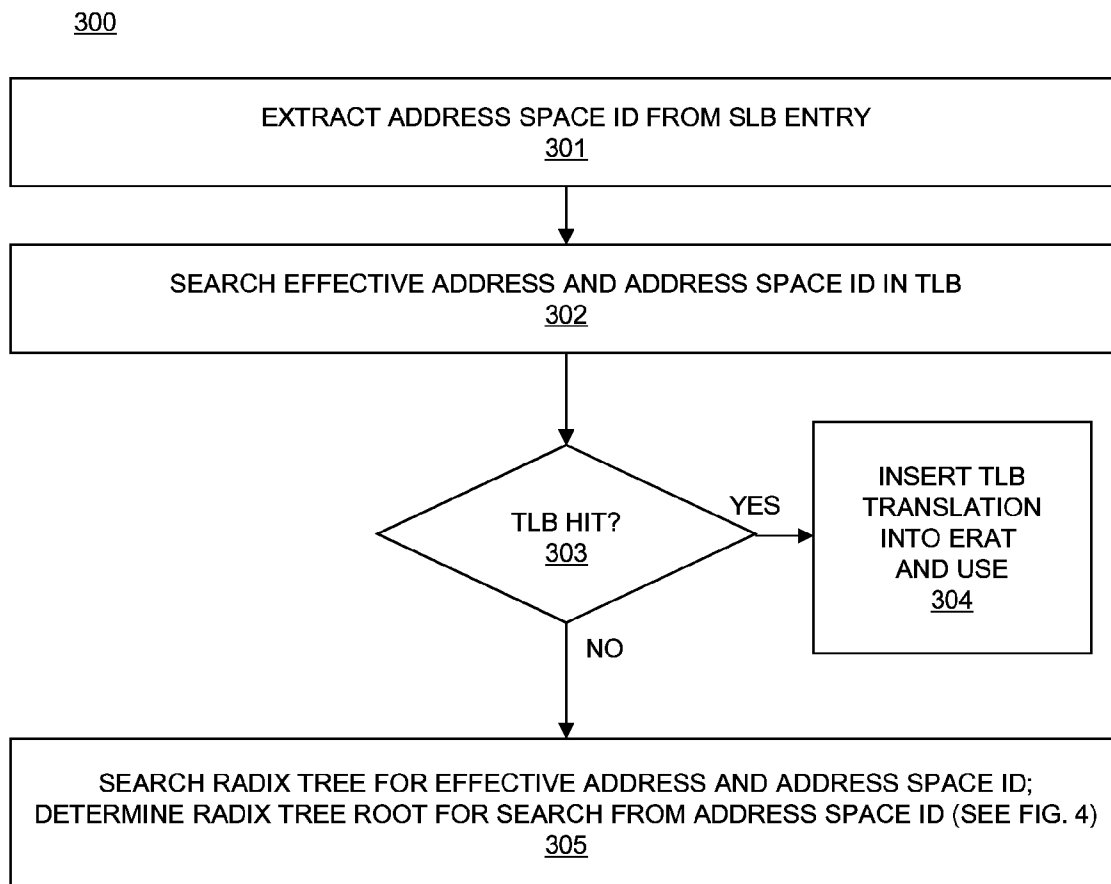 300
EXTRACT ADDRESS SPACE ID FROM SLB ENTRY
301
SEARCH EFFECTIVE ADDRESS AND ADDRESS SPACE ID IN TLB
302
TLB HIT?
303
YES
INSERT TLB
TRANSLATION
INTO ERAT
AND USE
304
NO
SEARCH RADIX TREE FOR EFFECTIVE ADDRESS AND ADDRESS SPACE ID;
DETERMINE RADIX TREE ROOT FOR SEARCH FROM ADDRESS SPACE ID (SEE FIG. 4)
305